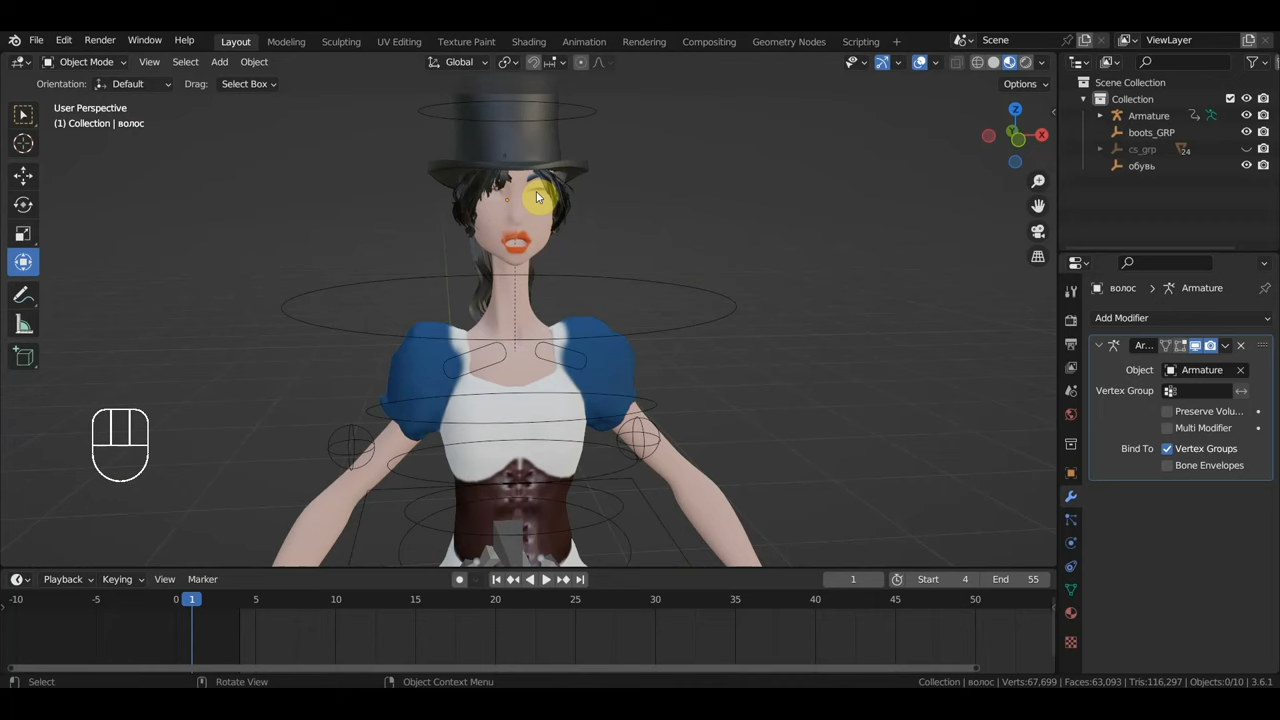 File Edit Render Window Help Layout Modeling Sculpting UV Editing Texture Paint Shading Animation Rendering Compositing Geometry Nodes Scripting + Scene ViewLayer
Object Mode View Select Add Object Global Options
Orientation: Default Drag: Select Box
User Perspective
(1) Collection | волос
Z
Y
X
Scene Collection
Collection
Armature
boots_GRP
cs_grp 24
обувь
волос > Armature
Add Modifier
Ar...
Object Armature
Vertex Group
Preserve Volu...
Multi Modifier
Bind To Vertex Groups
Bone Envelopes
Playback Keying View Marker 1 Start 4 End 55
-10 -5 0 1 5 10 15 20 25 30 35 40 45 50
Select Rotate View Object Context Menu Collection | волос | Verts:67,699 | Faces:63,093 | Tris:116,297 | Objects:0/10 | 3.6.1